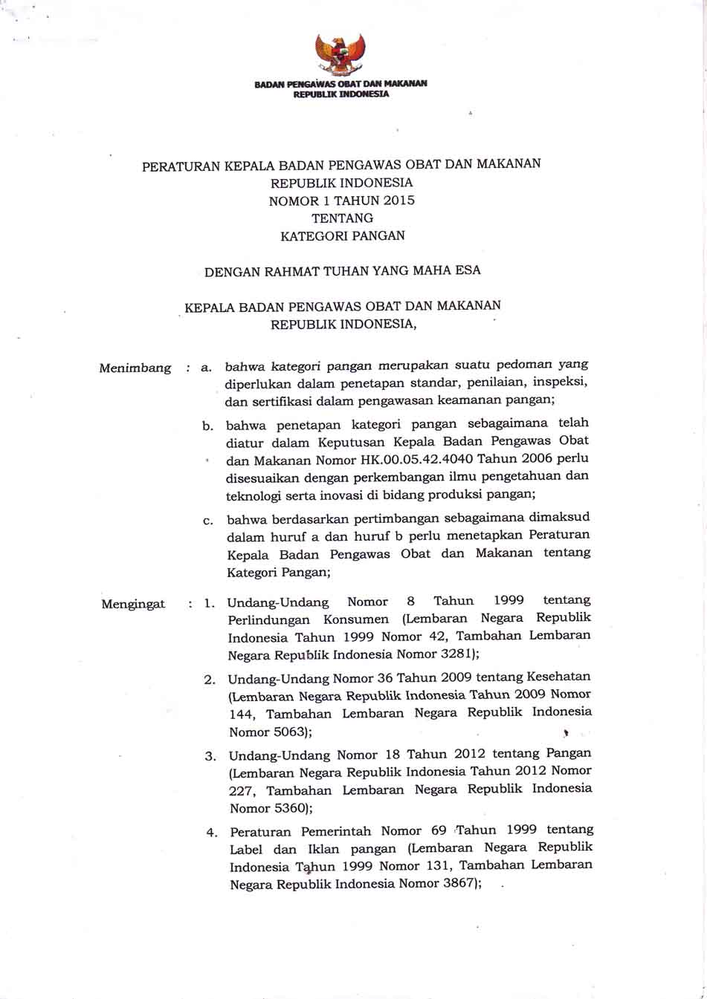 BADAN PENGAWAS OBAT DAN MAKANAN
REPUBLIK INDONESIA
PERATURAN KEPALA BADAN PENGAWAS OBAT DAN MAKANAN
REPUBLIK INDONESIA
NOMOR 1 TAHUN 2015
TENTANG
KATEGORI PANGAN
DENGAN RAHMAT TUHAN YANG MAHA ESA
KEPALA BADAN PENGAWAS OBAT DAN MAKANAN
REPUBLIK INDONESIA,
Menimbang : a. bahwa kategori pangan merupakan suatu pedoman yang
diperlukan dalam penetapan standar, penilaian, inspeksi,
dan sertifikasi dalam pengawasan keamanan pangan;
b. bahwa penetapan kategori pangan sebagaimana telah
diatur dalam Keputusan Kepala Badan Pengawas Obat
dan Makanan Nomor HK.00.05.42.4040 Tahun 2006 perlu
disesuaikan dengan perkembangan ilmu pengetahuan dan
teknologi serta inovasi di bidang produksi pangan;
c. bahwa berdasarkan pertimbangan sebagaimana dimaksud
dalam huruf a dan huruf b perlu menetapkan Peraturan
Kepala Badan Pengawas Obat dan Makanan tentang
Kategori Pangan;
Mengingat : 1. Undang-Undang Nomor 8 Tahun 1999 tentang
Perlindungan Konsumen (Lembaran Negara Republik
Indonesia Tahun 1999 Nomor 42, Tambahan Lembaran
Negara Republik Indonesia Nomor 3281);
2. Undang-Undang Nomor 36 Tahun 2009 tentang Kesehatan
(Lembaran Negara Republik Indonesia Tahun 2009 Nomor
144, Tambahan Lembaran Negara Republik Indonesia
Nomor 5063);
3. Undang-Undang Nomor 18 Tahun 2012 tentang Pangan
(Lembaran Negara Republik Indonesia Tahun 2012 Nomor
227, Tambahan Lembaran Negara Republik Indonesia
Nomor 5360);
4. Peraturan Pemerintah Nomor 69 Tahun 1999 tentang
Label dan Iklan pangan (Lembaran Negara Republik
Indonesia Tahun 1999 Nomor 131, Tambahan Lembaran
Negara Republik Indonesia Nomor 3867);